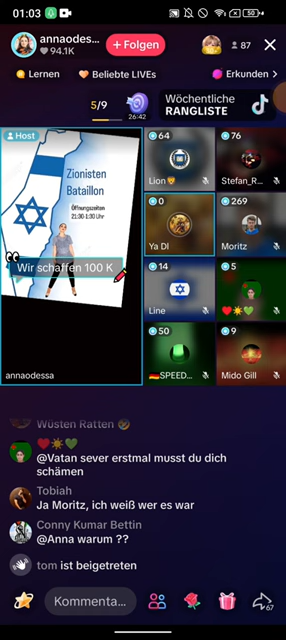 01:03
annaodes...
94.1K
+ Folgen
87
Lernen
Beliebte LIVEs
Erkunden >
5/9
26:42
Wöchentliche
RANGLISTE
Host
Zionisten
Bataillon
Öffnungszeiten
21:30-1:00 Uhr
Wir schaffen 100 K
annaodessa
64
Lion🦁
76
Stefan_R...
0
Ya DI
269
Moritz
14
Line
5
❤️☀️💚
50
🇩🇪SPEED...
9
Mido Gill
Wüsten Ratten 🤣
❤️☀️💚
@Vatan sever erstmal musst du dich
schämen
Tobiah
Ja Moritz, ich weiß wer es war
Conny Kumar Bettin
@Anna warum ??
tom ist beigetreten
Kommenta...
67